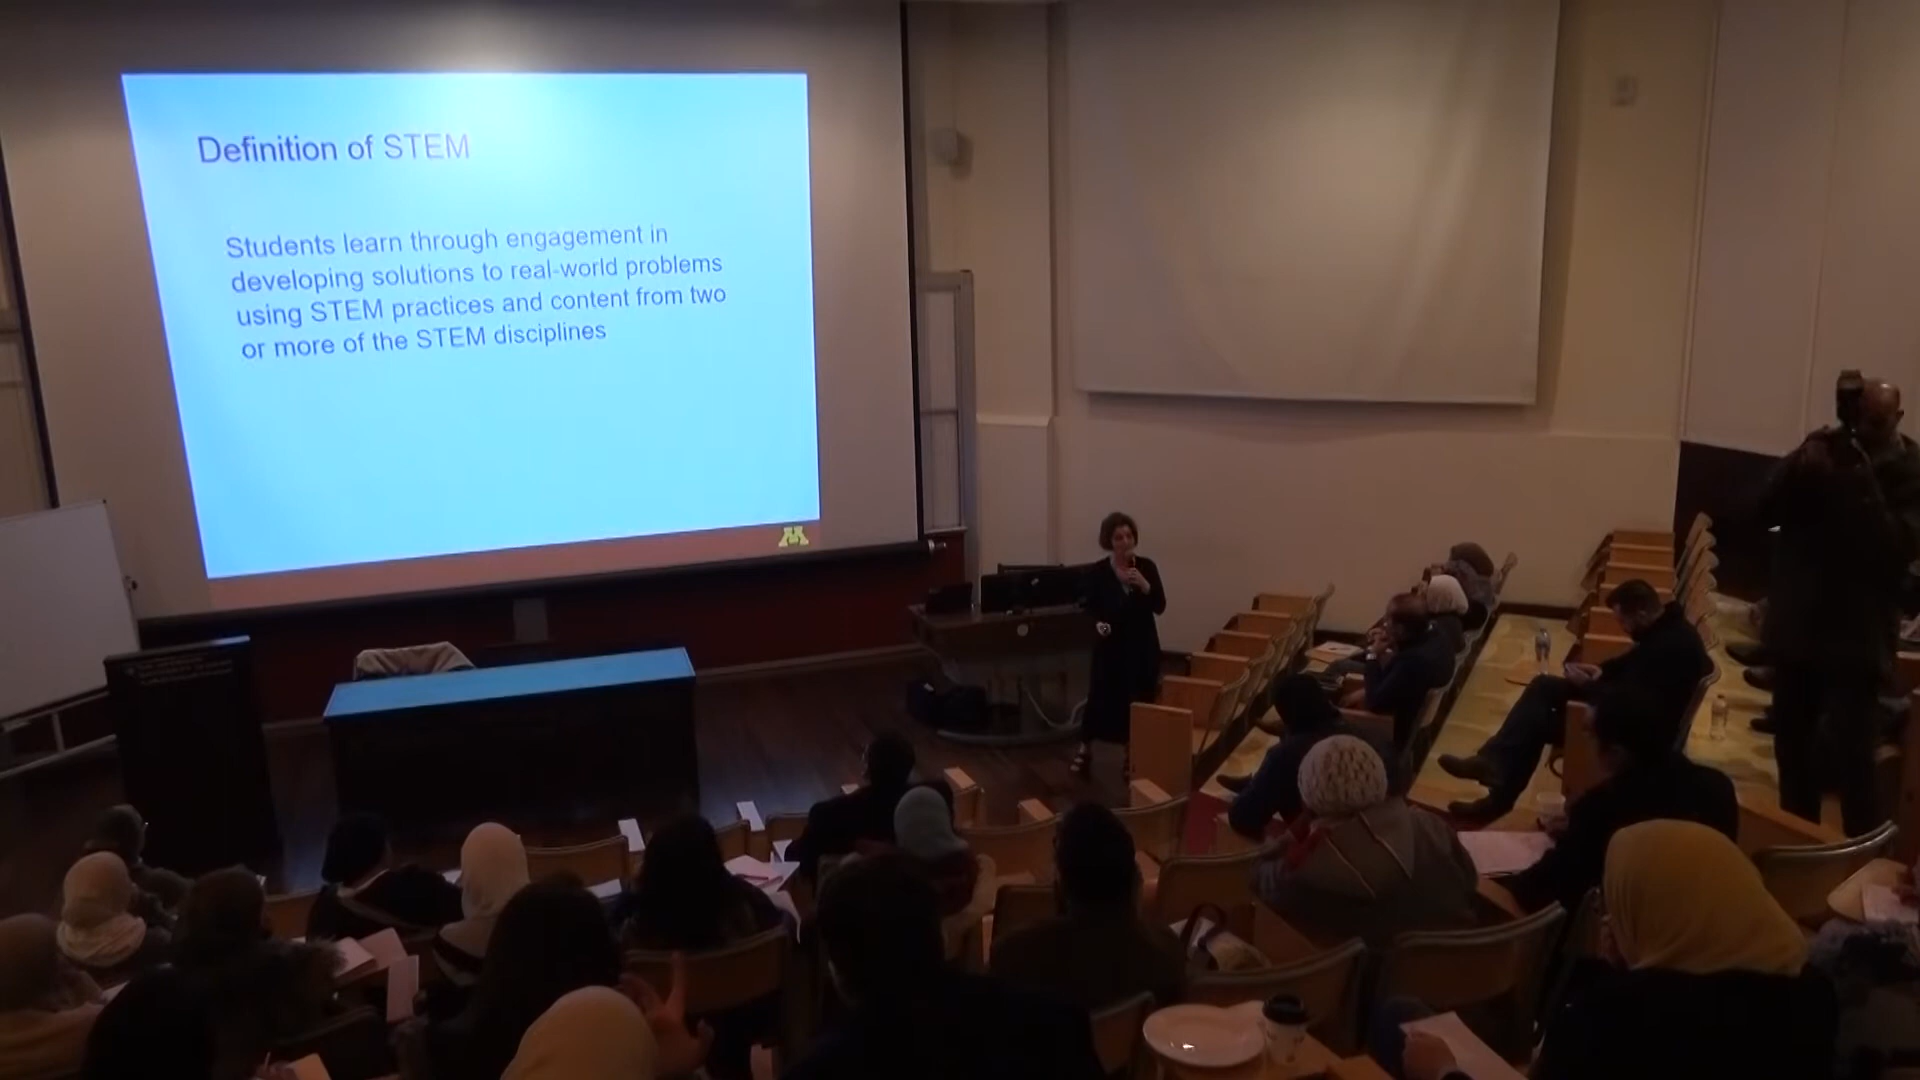 Definition of STEM
Students learn through engagement in
developing solutions to real-world problems
using STEM practices and content from two
or more of the STEM disciplines
M